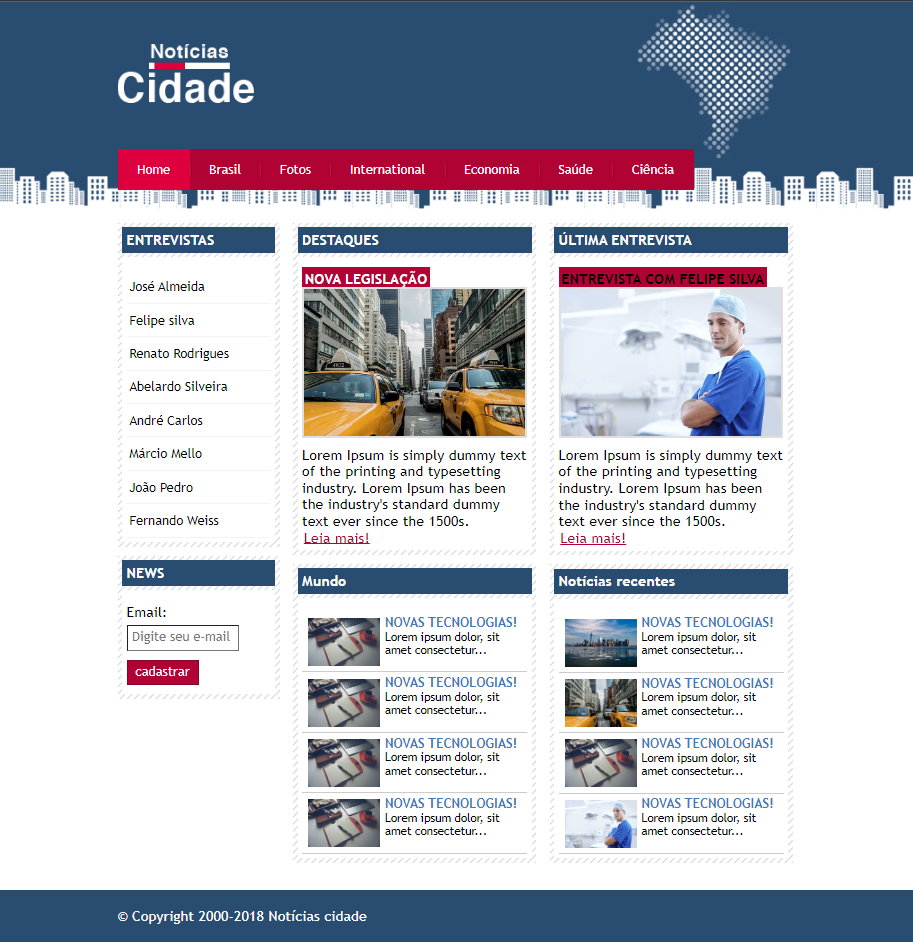 Notícias
Cidade
Home
Brasil
Fotos
International
Economia
Saúde
Ciência
ENTREVISTAS
José Almeida
Felipe silva
Renato Rodrigues
Abelardo Silveira
André Carlos
Márcio Mello
João Pedro
Fernando Weiss
NEWS
Email:
Digite seu e-mail
cadastrar
DESTAQUES
NOVA LEGISLAÇÃO
Lorem Ipsum is simply dummy text
of the printing and typesetting
industry. Lorem Ipsum has been
the industry's standard dummy
text ever since the 1500s.
Leia mais!
ÚLTIMA ENTREVISTA
ENTREVISTA COM FELIPE SILVA
Lorem Ipsum is simply dummy text
of the printing and typesetting
industry. Lorem Ipsum has been
the industry's standard dummy
text ever since the 1500s.
Leia mais!
Mundo
NOVAS TECNOLOGIAS!
Lorem ipsum dolor, sit
amet consectetur...
NOVAS TECNOLOGIAS!
Lorem ipsum dolor, sit
amet consectetur...
NOVAS TECNOLOGIAS!
Lorem ipsum dolor, sit
amet consectetur...
NOVAS TECNOLOGIAS!
Lorem ipsum dolor, sit
amet consectetur...
Notícias recentes
NOVAS TECNOLOGIAS!
Lorem ipsum dolor, sit
amet consectetur...
NOVAS TECNOLOGIAS!
Lorem ipsum dolor, sit
amet consectetur...
NOVAS TECNOLOGIAS!
Lorem ipsum dolor, sit
amet consectetur...
NOVAS TECNOLOGIAS!
Lorem ipsum dolor, sit
amet consectetur...
© Copyright 2000-2018 Notícias cidade